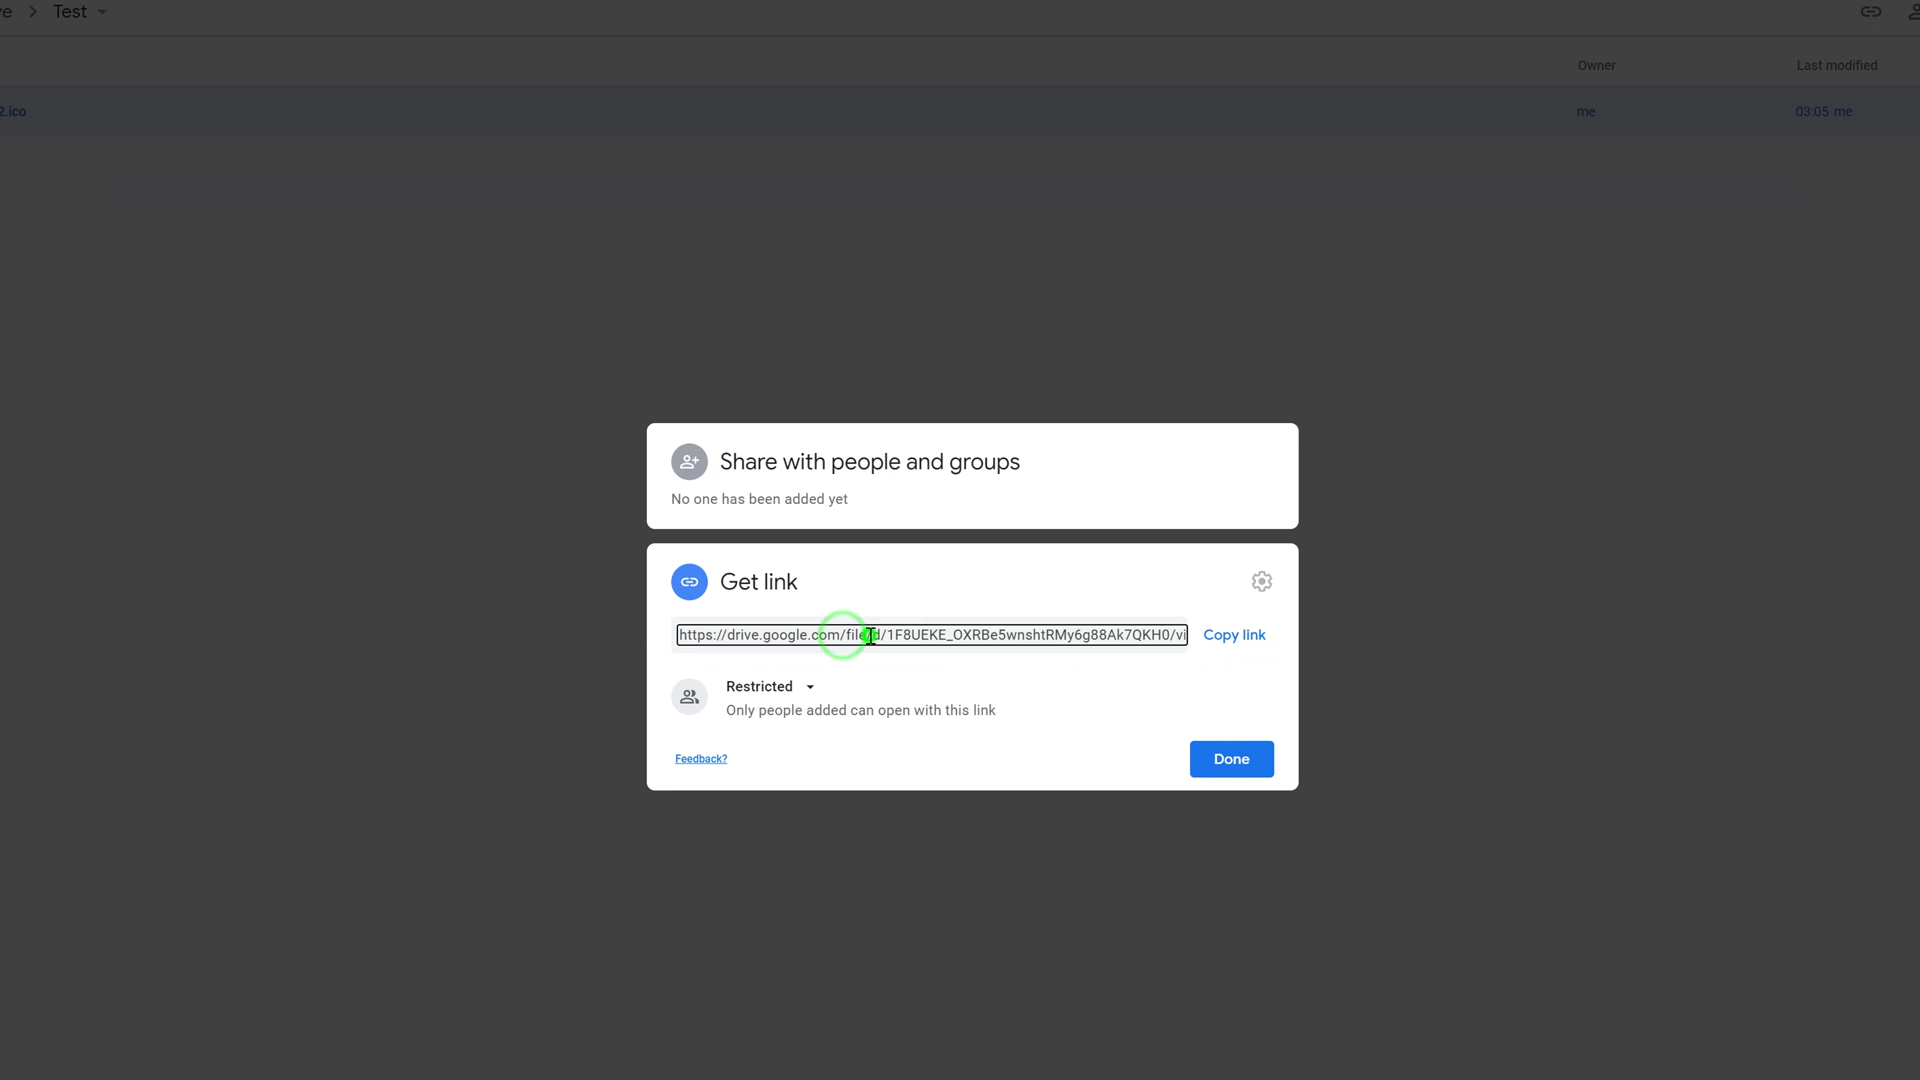 ve > Test
Owner Last modified
2.ico me 03:05 me
Share with people and groups
No one has been added yet
Get link
https://drive.google.com/file/d/1F8UEKE_OXRBe5wnshtRMy6g88Ak7QKH0/vi Copy link
Restricted
Only people added can open with this link
Feedback? Done